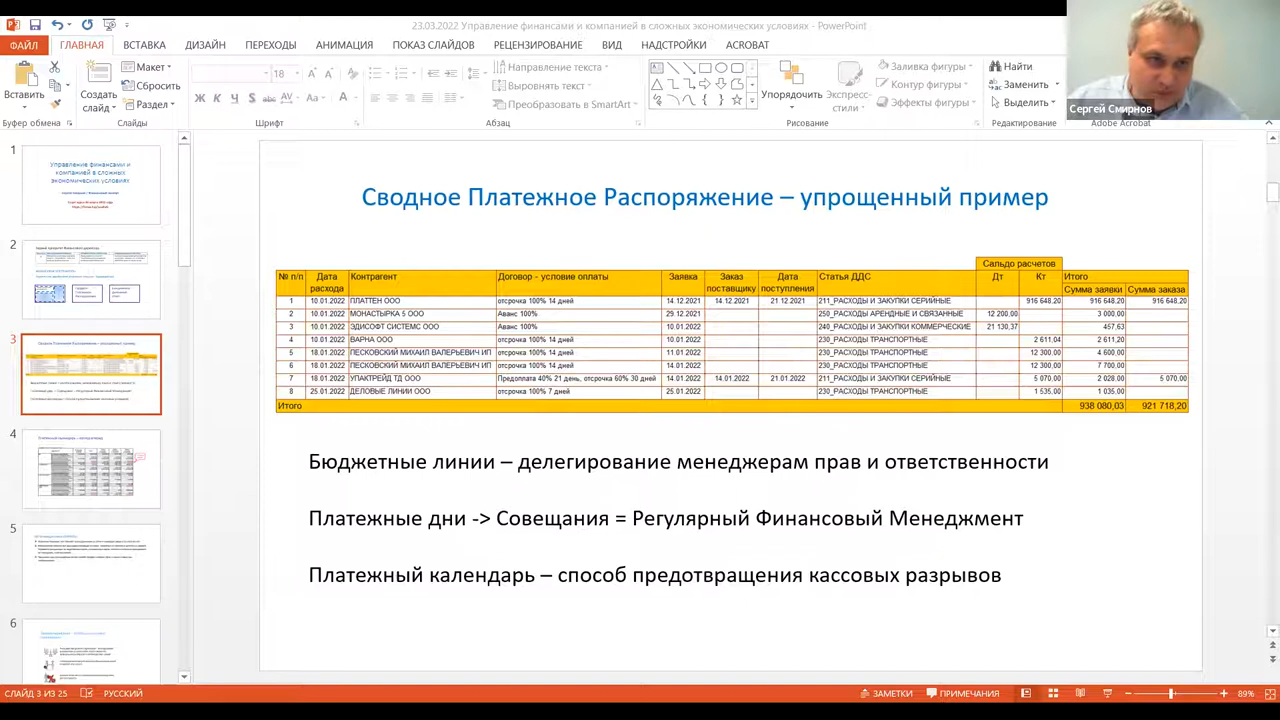 23.03.2022 Управление финансами и компанией в сложных экономических условиях - PowerPoint
ФАЙЛ ГЛАВНАЯ ВСТАВКА ДИЗАЙН ПЕРЕХОДЫ АНИМАЦИЯ ПОКАЗ СЛАЙДОВ РЕЦЕНЗИРОВАНИЕ ВИД НАДСТРОЙКИ ACROBAT
Вставить
Создать слайд
Макет
Сбросить
Раздел
18
Ж К Ч S abc AV Aa А
Направление текста
Выровнять текст
Преобразовать в SmartArt
Упорядочить
Экспресс-стили
Заливка фигуры
Контур фигуры
Эффекты фигуры
Найти
Заменить
Выделить
Сергей Смирнов
Буфер обмена Слайды Шрифт Абзац Рисование Редактирование Adobe Acrobat
1
Управление финансами и
компанией в сложных
экономических условиях
2
3
4
5
6
Сводное Платежное Распоряжение – упрощенный пример
Сальдо расчетов
№ п/п Дата расхода Контрагент Договор - условие оплаты Заявка Заказ поставщику Дата поступления Статья ДДС Дт Кт Итого
Сумма заявки Сумма заказа
1 10.01.2022 ПЛАТТЕН ООО отсрочка 100% 14 дней 14.12.2021 14.12.2021 21.12.2021 211_РАСХОДЫ И ЗАКУПКИ СЕРИЙНЫЕ 916 648,20 916 648,20 916 648,20
2 10.01.2022 МОНАСТЫРКА 5 ООО Аванс 100% 29.12.2021 250_РАСХОДЫ АРЕНДНЫЕ И СВЯЗАННЫЕ 12 200,00 3 000,00
3 10.01.2022 ЭДИСОФТ СИСТЕМС ООО Аванс 100% 10.01.2022 240_РАСХОДЫ И ЗАКУПКИ КОММЕРЧЕСКИЕ 21 130,37 457,63
4 10.01.2022 ВАРНА ООО отсрочка 100% 14 дней 10.01.2022 230_РАСХОДЫ ТРАНСПОРТНЫЕ 2 611,04 2 611,20
5 18.01.2022 ПЕСКОВСКИЙ МИХАИЛ ВАЛЕРЬЕВИЧ ИП отсрочка 100% 14 дней 11.01.2022 230_РАСХОДЫ ТРАНСПОРТНЫЕ 12 300,00 4 600,00
6 18.01.2022 ПЕСКОВСКИЙ МИХАИЛ ВАЛЕРЬЕВИЧ ИП отсрочка 100% 14 дней 14.01.2022 230_РАСХОДЫ ТРАНСПОРТНЫЕ 12 300,00 7 700,00
7 18.01.2022 УПАКТРЕЙД ТД ООО Предоплата 40% 21 день, отсрочка 60% 30 дней 14.01.2022 14.01.2022 21.01.2022 211_РАСХОДЫ И ЗАКУПКИ СЕРИЙНЫЕ 5 070,00 2 028,00 5 070,00
8 25.01.2022 ДЕЛОВЫЕ ЛИНИИ ООО отсрочка 100% 7 дней 25.01.2022 230_РАСХОДЫ ТРАНСПОРТНЫЕ 1 535,00 1 035,00
Итого 938 080,03 921 718,20
Бюджетные линии – делегирование менеджерам прав и ответственности
Платежные дни -> Совещания = Регулярный Финансовый Менеджмент
Платежный календарь – способ предотвращения кассовых разрывов
СЛАЙД 3 ИЗ 25 РУССКИЙ ЗАМЕТКИ ПРИМЕЧАНИЯ 89%